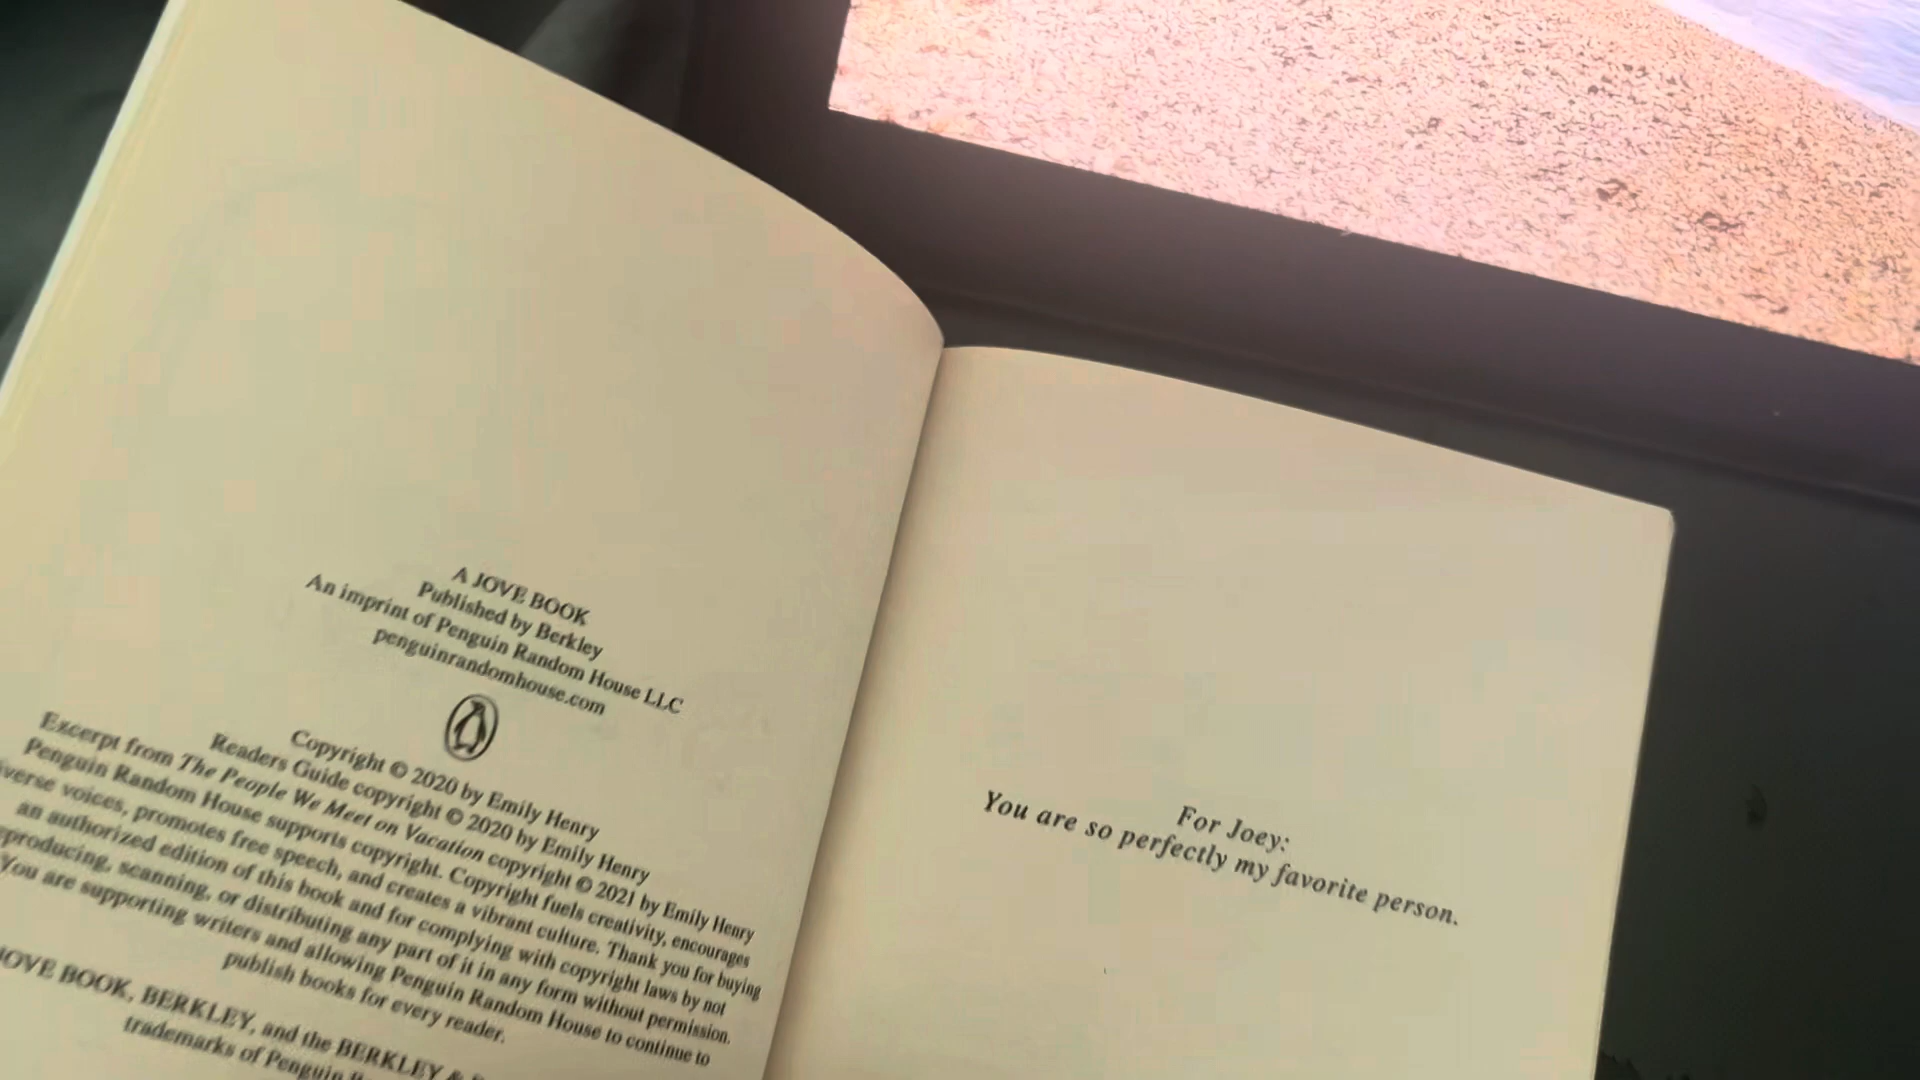 A JOVE BOOK
Published by Berkley
An imprint of Penguin Random House LLC
penguinrandomhouse.com
Copyright © 2020 by Emily Henry
Readers Guide copyright © 2020 by Emily Henry
Excerpt from The People We Meet on Vacation copyright © 2021 by Emily Henry
Penguin Random House supports copyright. Copyright fuels creativity, encourages
voices, promotes free speech, and creates a vibrant culture. Thank you for buying
an authorized edition of this book and for complying with copyright laws by not
scanning, or distributing any part of it in any form without permission.
You are supporting writers and allowing Penguin Random House to continue to
publish books for every reader.
JOVE BOOK, BERKLEY, and the BERKLEY &
trademarks of Penguin
For Joey:
You are so perfectly my favorite person.